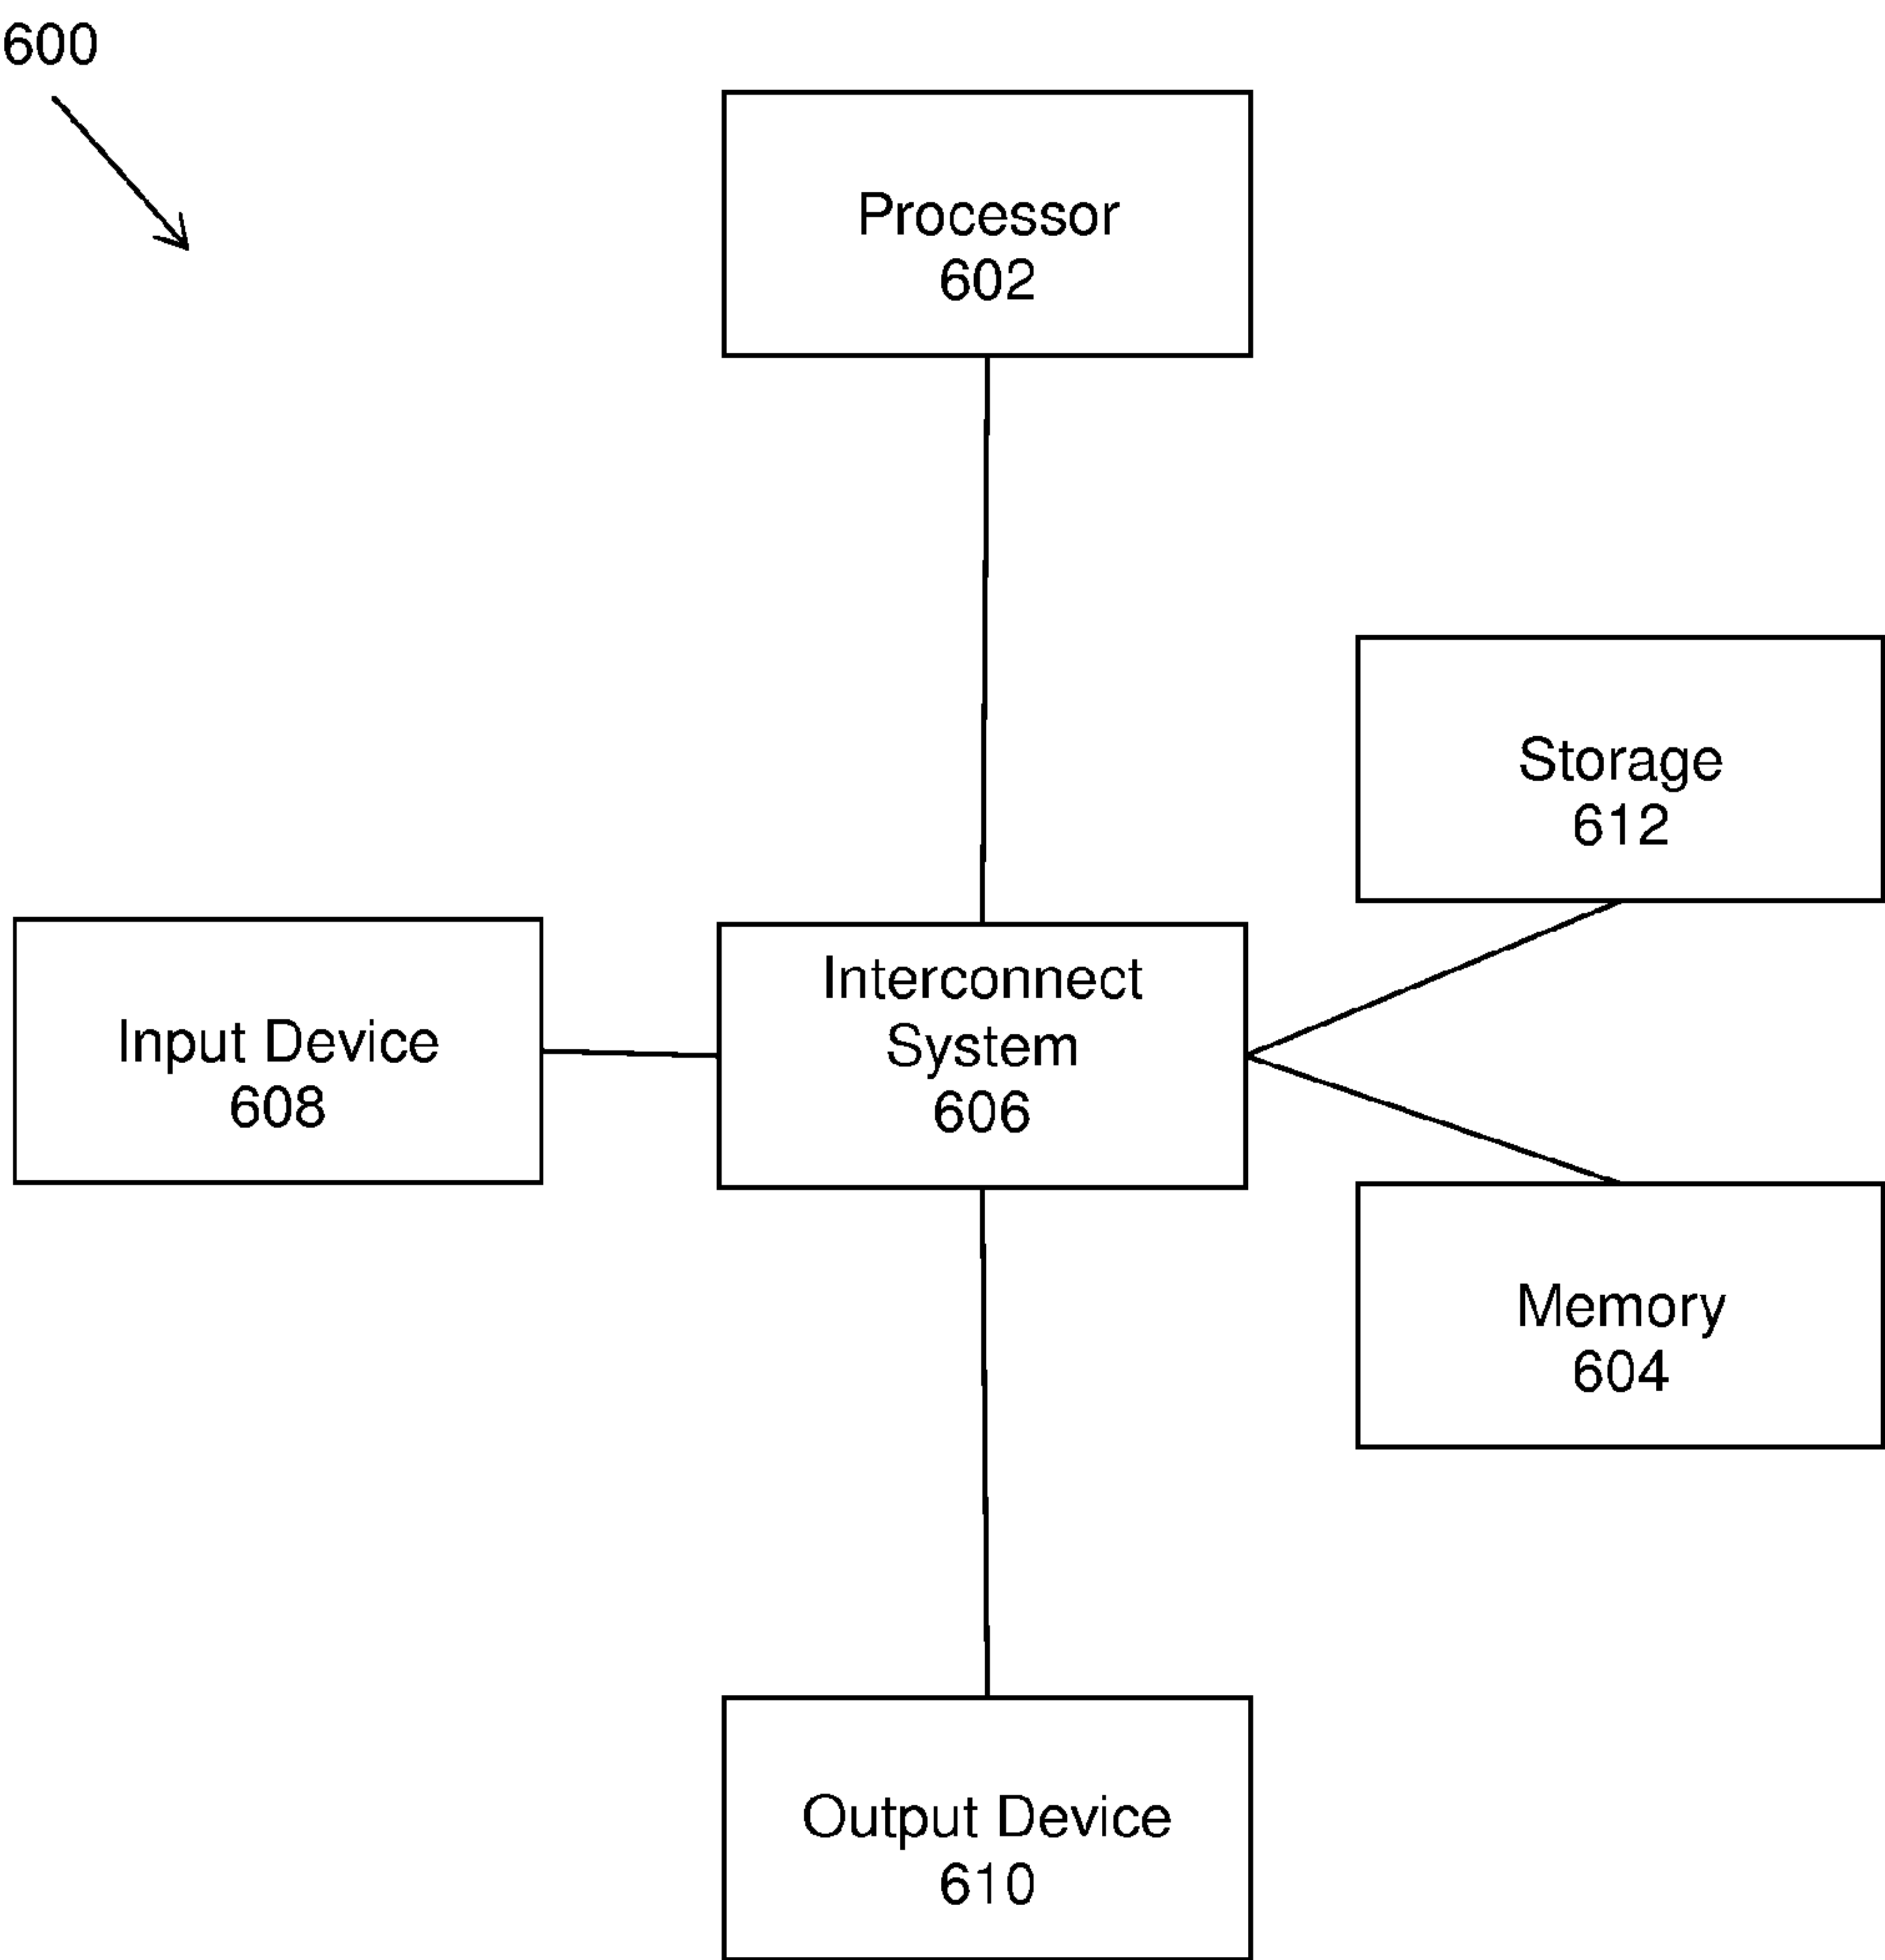 600
Processor
602
Storage
612
Input Device
608
Interconnect
System
606
Memory
604
Output Device
610